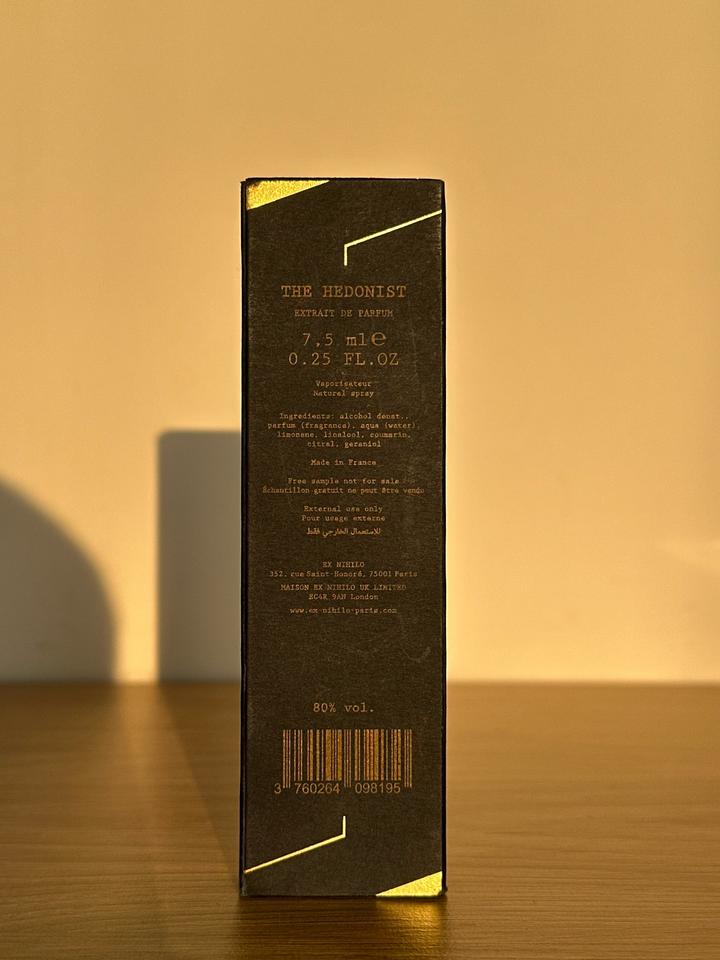 THE HEDONIST
EXTRAIT DE PARFUM
7,5 ml℮
0.25 FL.OZ
Vaporisateur
Natural spray
Ingredients: alcohol denat.,
parfum (fragrance), aqua (water),
limonene, linalool, coumarin,
citral, geraniol
Made in France
Free sample not for sale
Échantillon gratuit ne peut être vendu
External use only
Pour usage externe
للاستعمال الخارجي فقط
EX NIHILO
352, rue Saint-Honoré, 75001 Paris
MAISON EX NIHILO UK LIMITED
EC4R 9AN London
www.ex-nihilo-paris.com
80% vol.
3 760264 098195